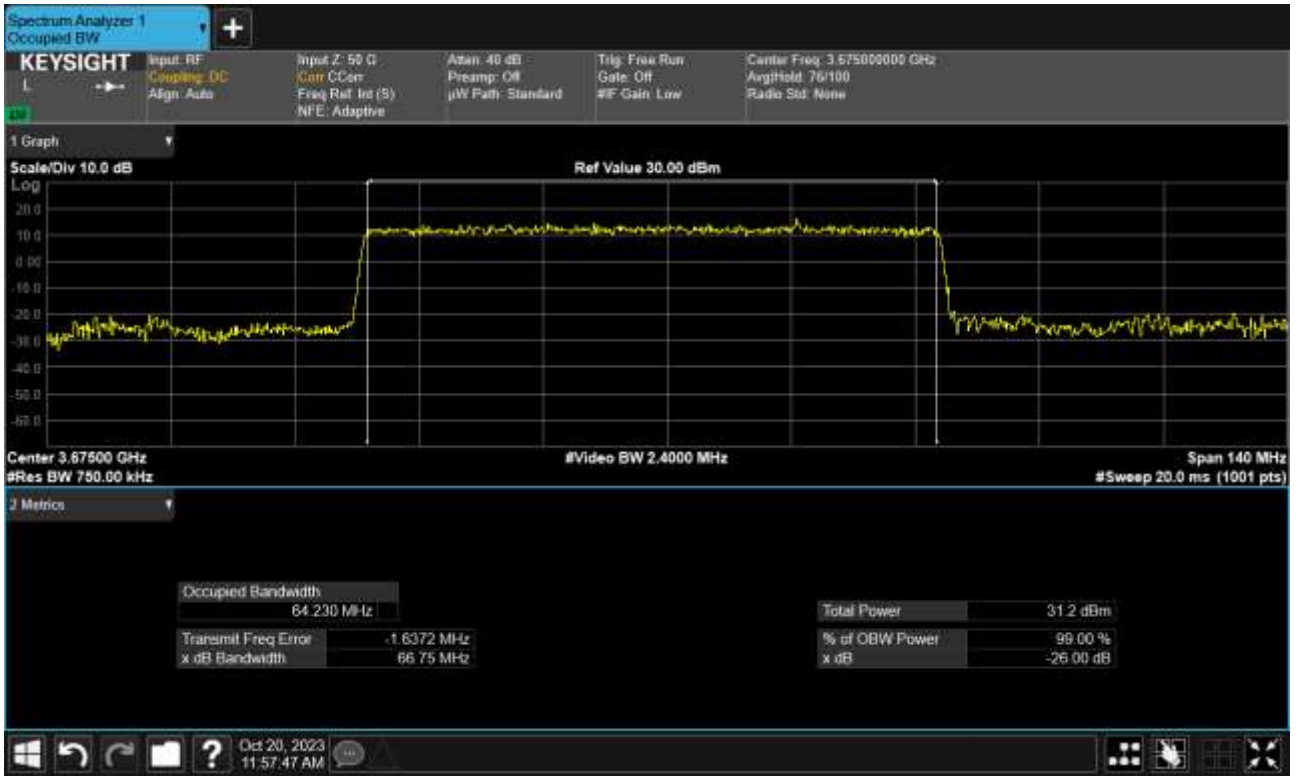 Spectrum Analyzer 1
Occupied BW
KEYSIGHT
L
Input: RF
Coupling: DC
Align: Auto
Input Z: 50 Ω
Corr CCorr
Freq Ref: Int (S)
NFE: Adaptive
Atten: 40 dB
Preamp: Off
µW Path: Standard
Trig: Free Run
Gate: Off
#IF Gain: Low
Center Freq: 3.675000000 GHz
Avg|Hold: 76/100
Radio Std: None
1 Graph
Scale/Div 10.0 dB
Ref Value 30.00 dBm
Log
20.0
10.0
0.00
-10.0
-20.0
-30.0
-40.0
-50.0
-60.0
Center 3.67500 GHz
#Video BW 2.4000 MHz
Span 140 MHz
#Res BW 750.00 kHz
#Sweep 20.0 ms (1001 pts)
2 Metrics
Occupied Bandwidth
64.230 MHz
Total Power 31.2 dBm
Transmit Freq Error -1.6372 MHz
% of OBW Power 99.00 %
x dB Bandwidth 66.75 MHz
x dB -26.00 dB
Oct 20, 2023
11:57:47 AM